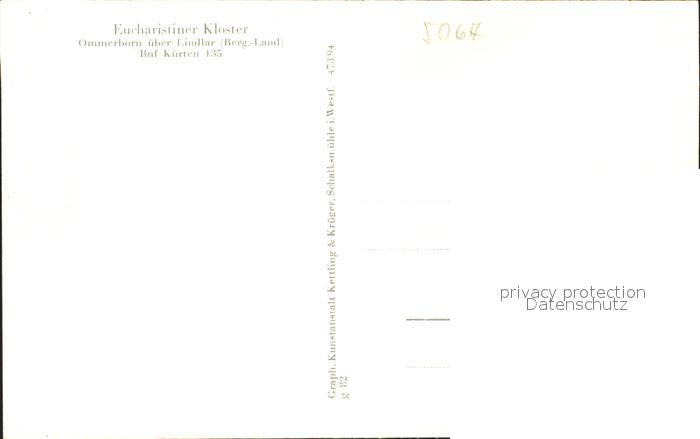 Eucharistiner Kloster
Ommerborn über Lindlar (Berg.-Land)
Ruf Kürten 135
5067
Graph. Kunstanstalt Kettling & Krüger, Schalksmühle i. Westf. 47394
g 82
privacy protection
Datenschutz